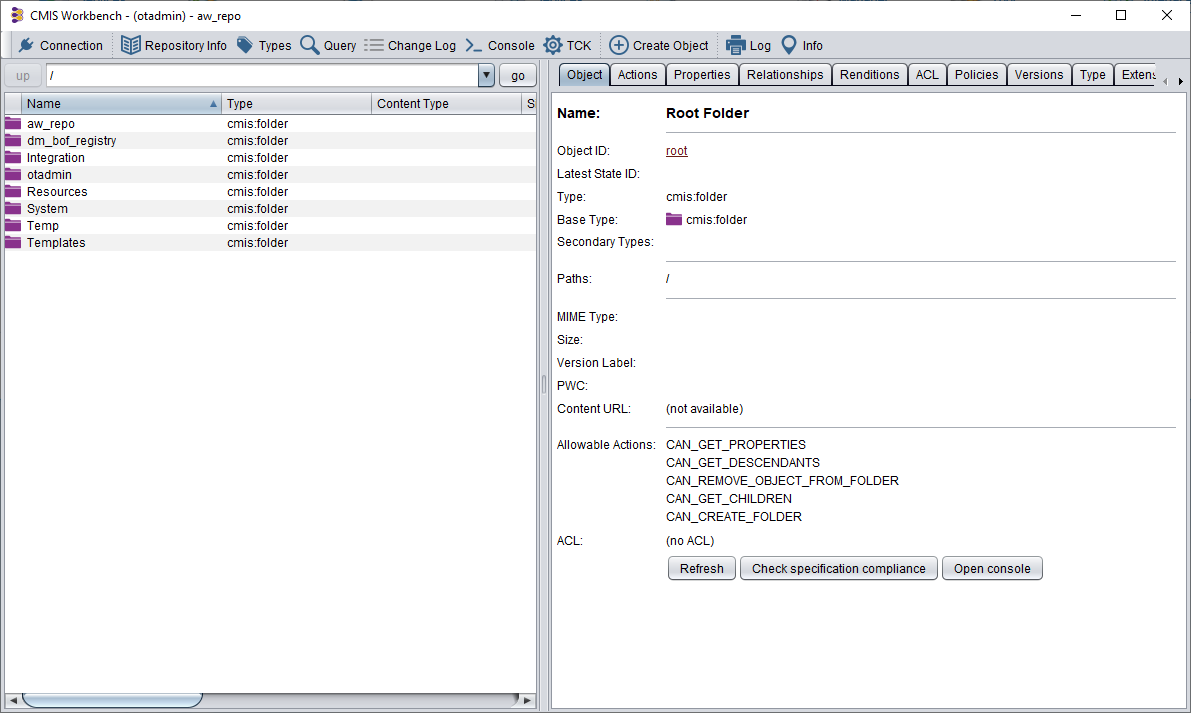 CMIS Workbench - (otadmin) - aw_repo
Connection Repository Info Types Query Change Log Console TCK Create Object Log Info
up / go
Object Actions Properties Relationships Renditions ACL Policies Versions Type Extens
Name Type Content Type S
aw_repo cmis:folder
dm_bof_registry cmis:folder
Integration cmis:folder
otadmin cmis:folder
Resources cmis:folder
System cmis:folder
Temp cmis:folder
Templates cmis:folder
Name: Root Folder
Object ID: root
Latest State ID:
Type: cmis:folder
Base Type: cmis:folder
Secondary Types:
Paths: /
MIME Type:
Size:
Version Label:
PWC:
Content URL: (not available)
Allowable Actions: CAN_GET_PROPERTIES
CAN_GET_DESCENDANTS
CAN_REMOVE_OBJECT_FROM_FOLDER
CAN_GET_CHILDREN
CAN_CREATE_FOLDER
ACL: (no ACL)
Refresh Check specification compliance Open console